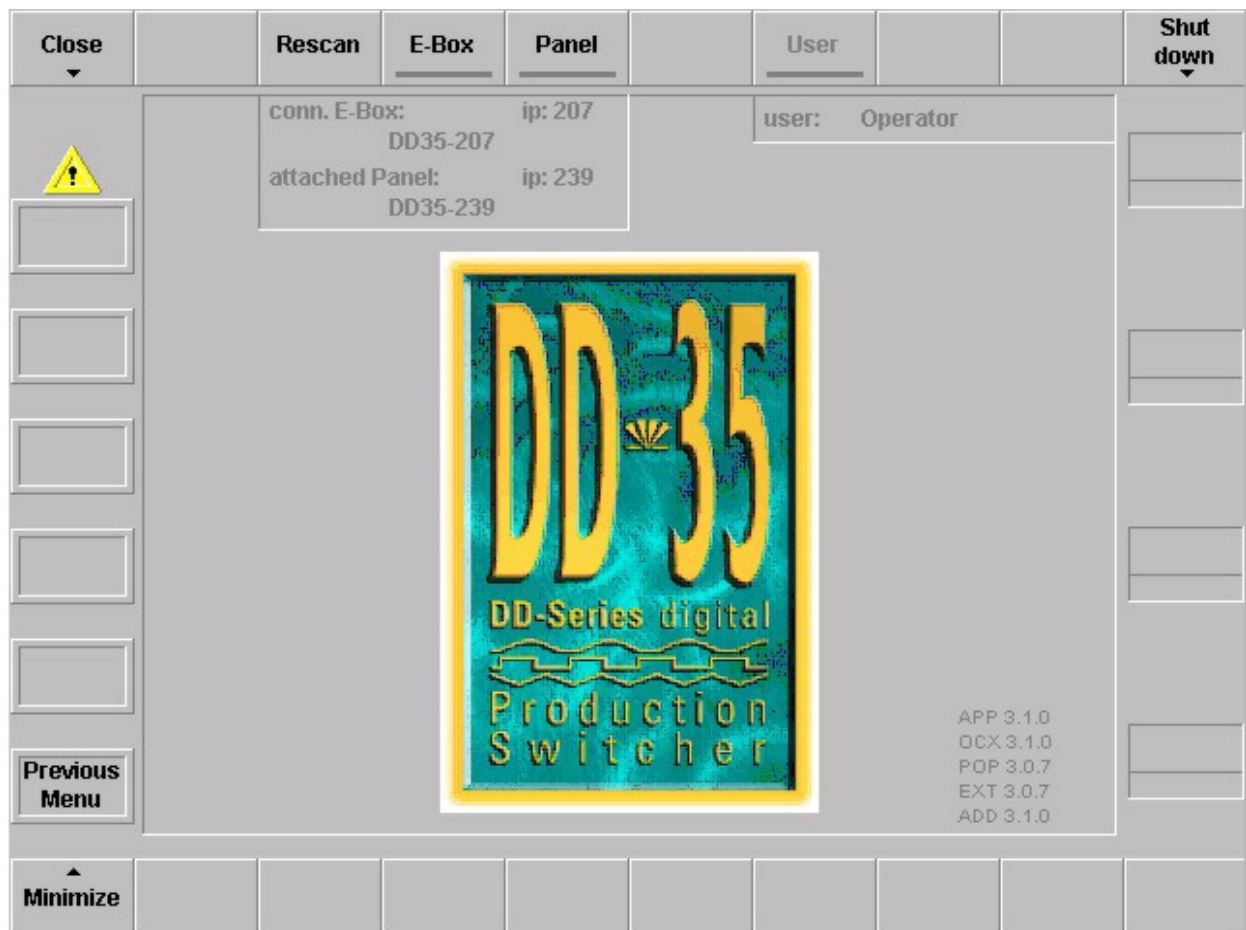 Close
Rescan
E-Box
Panel
User
Shut
down
conn. E-Box: ip: 207
DD35-207
attached Panel: ip: 239
DD35-239
user: Operator
DD-35
DD-Series digital
Production
Switcher
APP 3.1.0
OCX 3.1.0
POP 3.0.7
EXT 3.0.7
ADD 3.1.0
Previous
Menu
Minimize